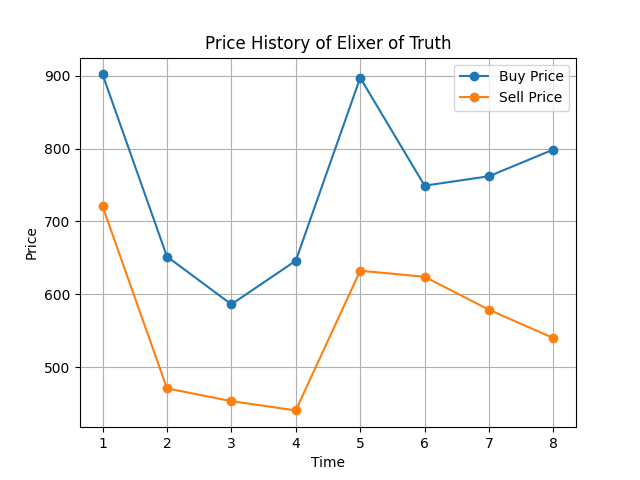 Price History of Elixer of Truth
Buy Price
Sell Price
Price
900
800
700
600
500
1 2 3 4 5 6 7 8
Time